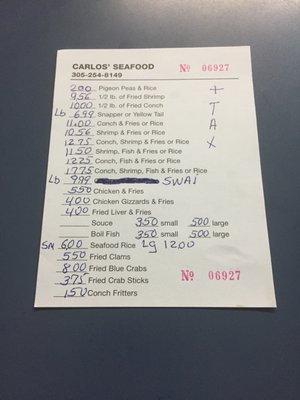 CARLOS' SEAFOOD
305-254-8149 No 06927
200 Pigeon Peas & Rice +
956 1/2 lb. of Fried Shrimp
1000 1/2 lb. of Fried Conch T
Lb 699 Snapper or Yellow Tail
1100 Conch & Fries or Rice A
1056 Shrimp & Fries or Rice
1275 Conch, Shrimp & Fries or Rice X
1150 Shrimp, Fish & Fries or Rice
1225 Conch, Fish & Fries or Rice
1775 Conch, Shrimp, Fish & Fries or Rice
Lb 999 SWAI
550 Chicken & Fries
400 Chicken Gizzards & Fries
400 Fried Liver & Fries
Souce 350 small 500 large
Boil Fish 350 small 500 large
SM 600 Seafood Rice Lg 1200
550 Fried Clams
800 Fried Blue Crabs No 06927
375 Fried Crab Sticks
150 Conch Fritters